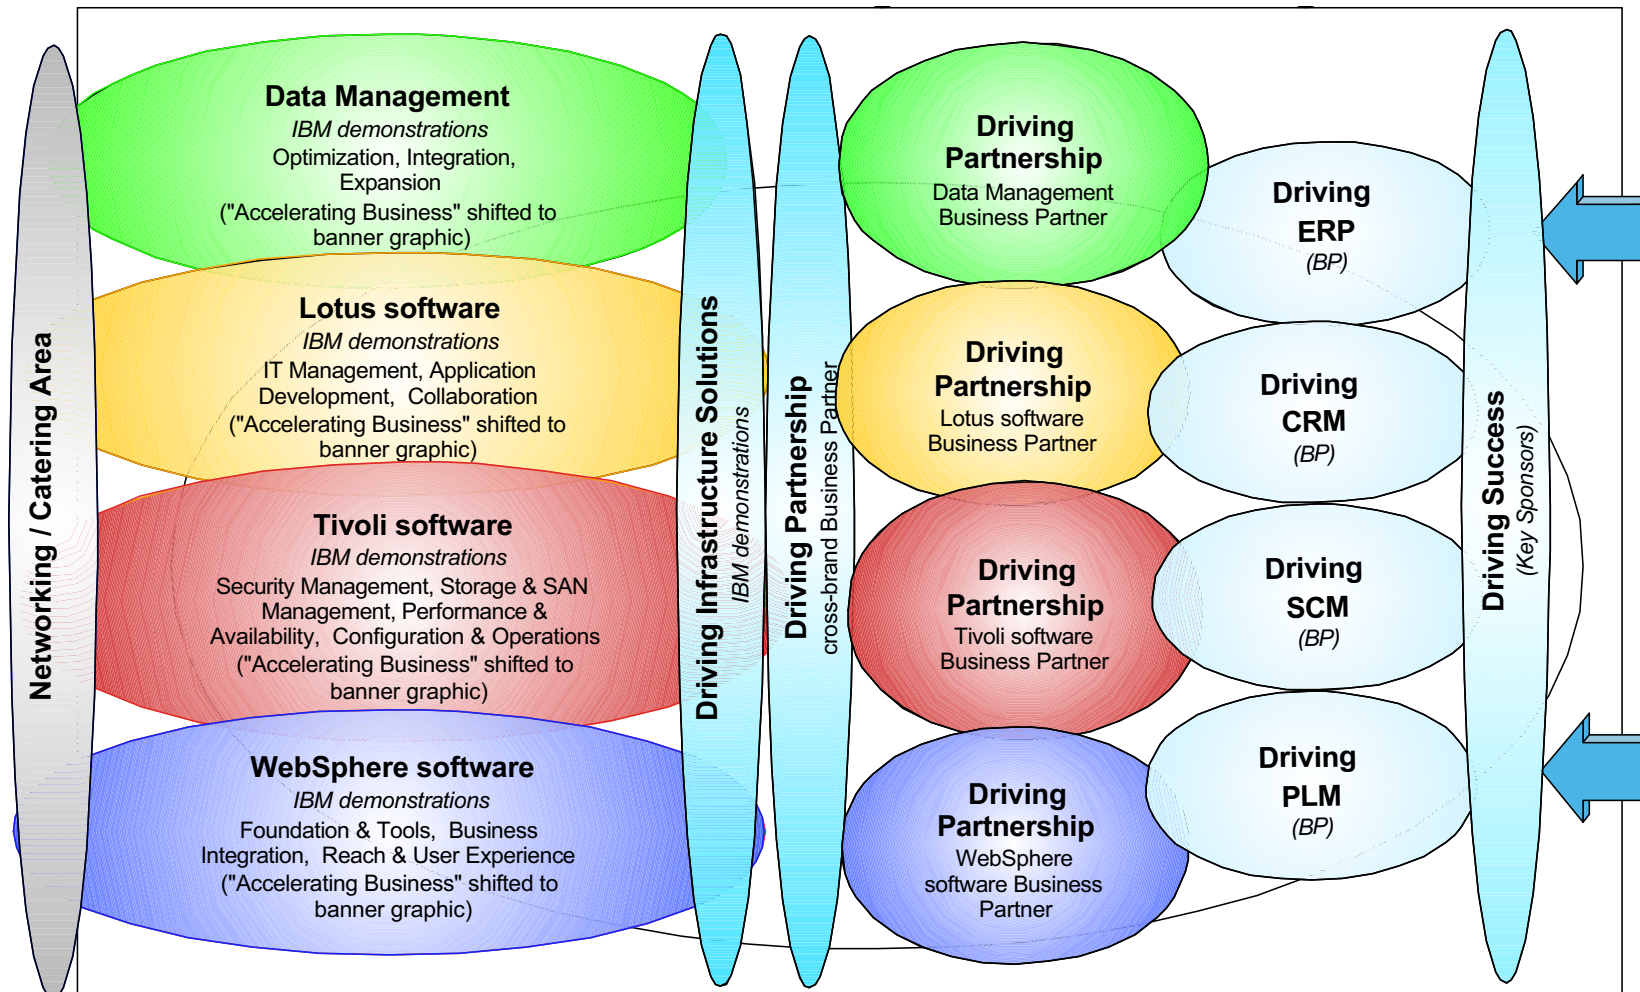 Networking / Catering Area
Data Management
IBM demonstrations
Optimization, Integration,
Expansion
("Accelerating Business" shifted to
banner graphic)
Lotus software
IBM demonstrations
IT Management, Application
Development, Collaboration
("Accelerating Business" shifted to
banner graphic)
Tivoli software
IBM demonstrations
Security Management, Storage & SAN
Management, Performance &
Availability, Configuration & Operations
("Accelerating Business" shifted to
banner graphic)
WebSphere software
IBM demonstrations
Foundation & Tools, Business
Integration, Reach & User Experience
("Accelerating Business" shifted to
banner graphic)
Driving Infrastructure Solutions
IBM demonstrations
Driving Partnership
cross-brand Business Partner
Driving
Partnership
Data Management
Business Partner
Driving
Partnership
Lotus software
Business Partner
Driving
Partnership
Tivoli software
Business Partner
Driving
Partnership
WebSphere
software Business
Partner
Driving
ERP
(BP)
Driving
CRM
(BP)
Driving
SCM
(BP)
Driving
PLM
(BP)
Driving Success
(Key Sponsors)